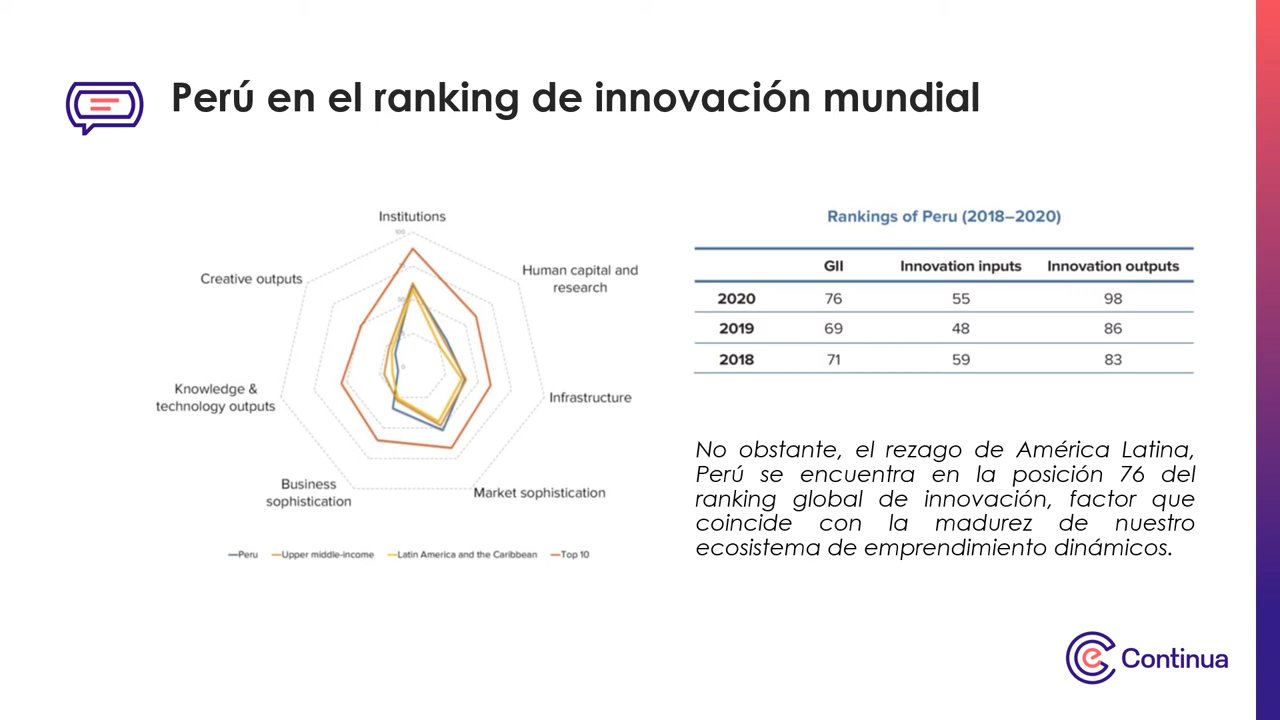 Perú en el ranking de innovación mundial
Institutions
100
Creative outputs
Human capital and
research
50
0
Knowledge &
technology outputs
Infrastructure
Business
sophistication
Market sophistication
Peru Upper middle-income Latin America and the Caribbean Top 10
Rankings of Peru (2018–2020)
GII Innovation inputs Innovation outputs
2020 76 55 98
2019 69 48 86
2018 71 59 83
No obstante, el rezago de América Latina,
Perú se encuentra en la posición 76 del
ranking global de innovación, factor que
coincide con la madurez de nuestro
ecosistema de emprendimiento dinámicos.
Continua